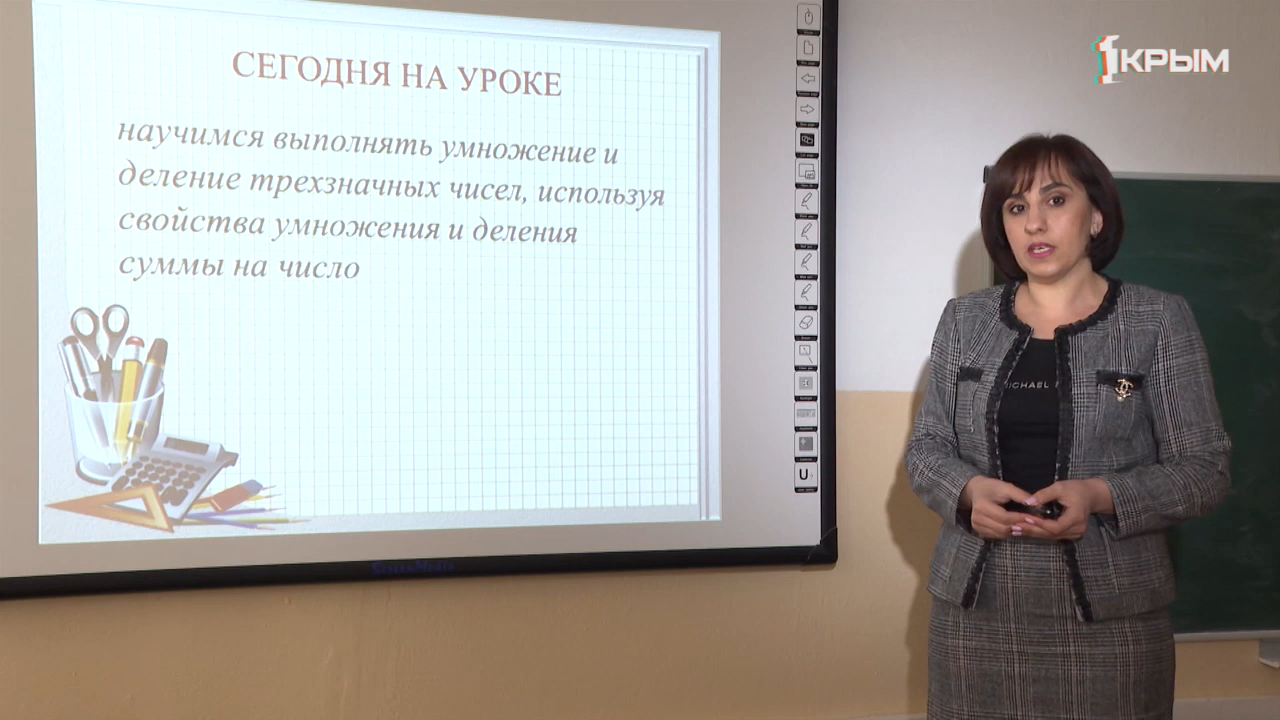 СЕГОДНЯ НА УРОКЕ
научимся выполнять умножение и
деление трехзначных чисел, используя
свойства умножения и деления
суммы на число
1КРЫМ
MICHAEL
U